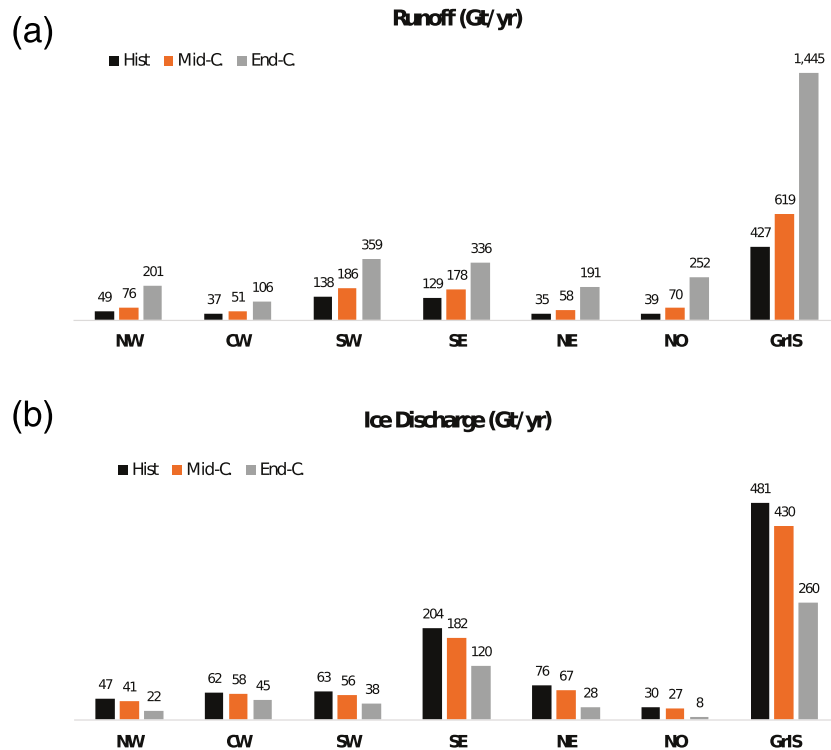 (a)
Runoff (Gt/yr)
Hist Mid-C. End-C.
49 76 201 37 51 106 138 186 359 129 178 336 35 58 191 39 70 252 427 619 1,445
NW CW SW SE NE NO GrIS
(b)
Ice Discharge (Gt/yr)
Hist Mid-C. End-C.
47 41 22 62 58 45 63 56 38 204 182 120 76 67 28 30 27 8 481 430 260
NW CW SW SE NE NO GrIS